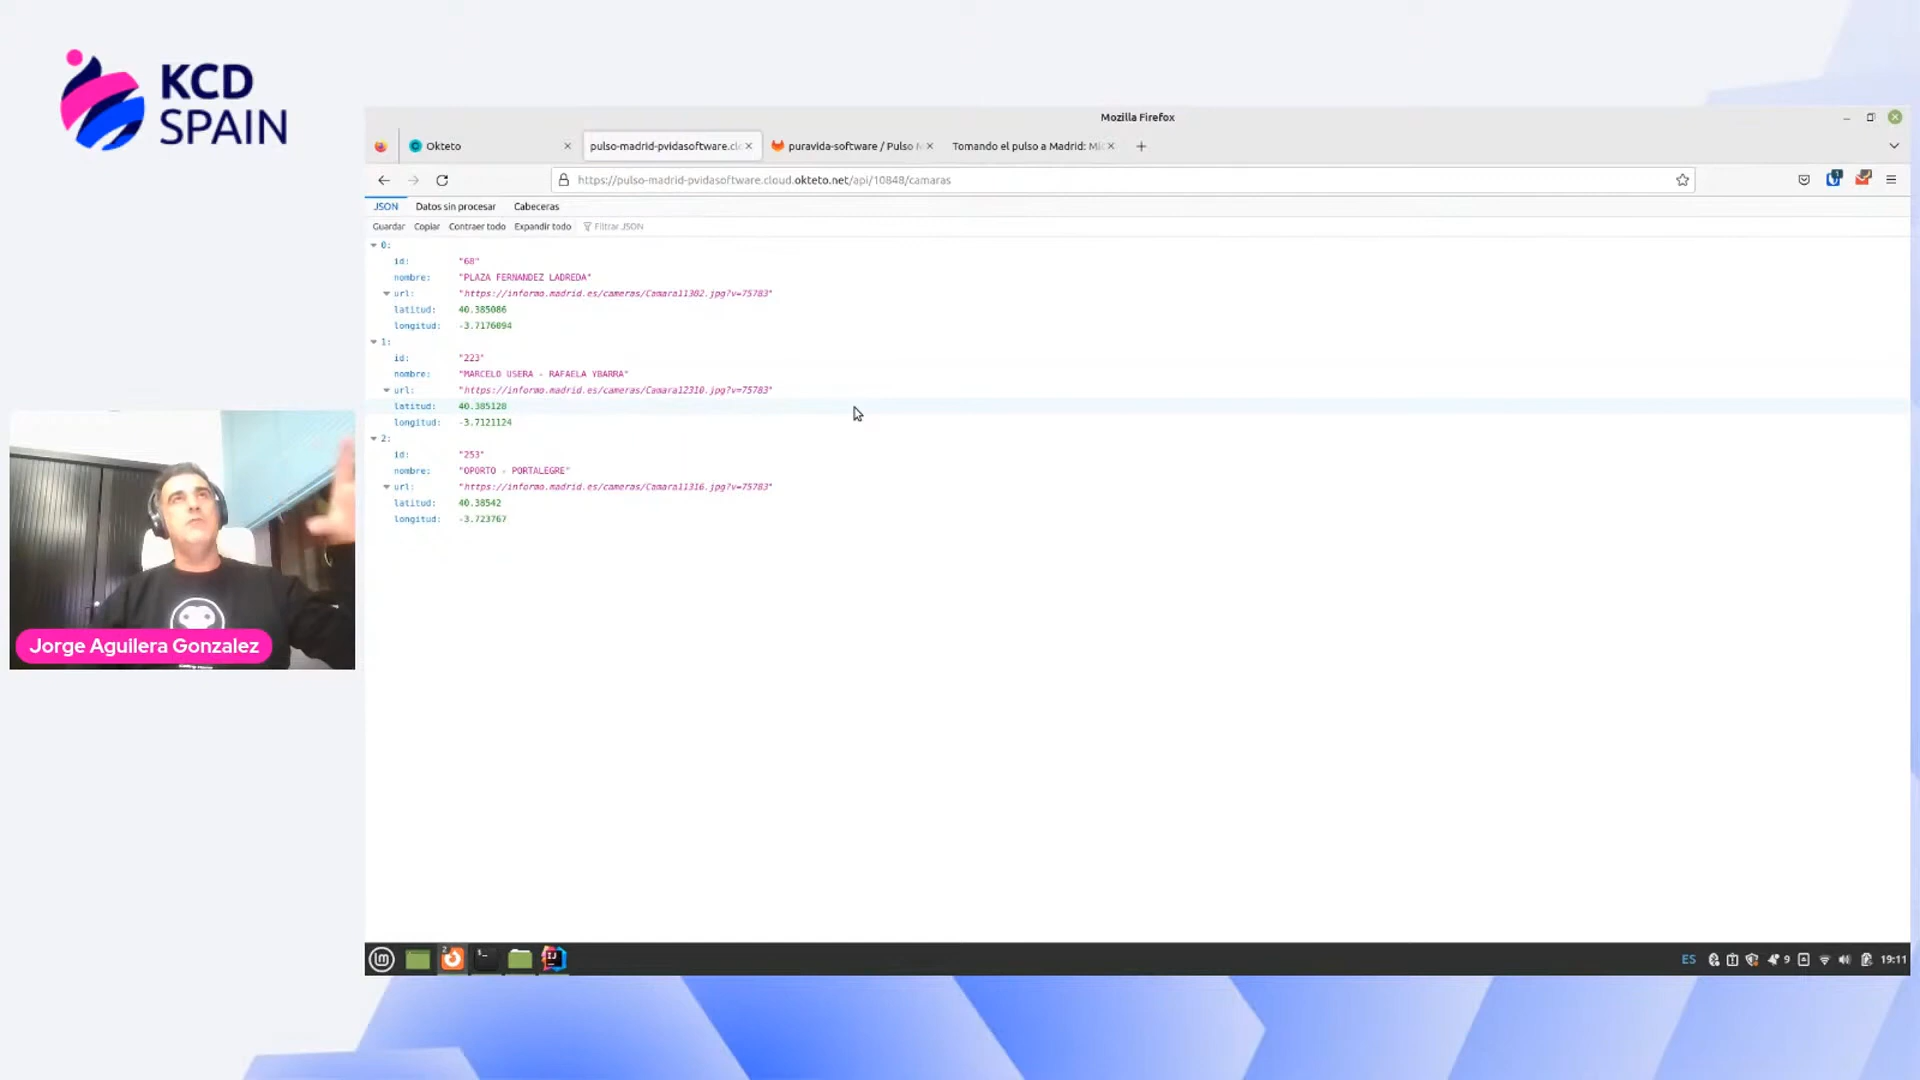 KCD
SPAIN
Mozilla Firefox
Okteto
pulso-madrid-pvidasoftware.clo
puravida-software / Pulso M
Tomando el pulso a Madrid: Mi
https://pulso-madrid-pvidasoftware.cloud.okteto.net/api/10848/camaras
JSON Datos sin procesar Cabeceras
Guardar Copiar Contraer todo Expandir todo Filtrar JSON
0:
id: "68"
nombre: "PLAZA FERNANDEZ LADREDA"
url: "https://informo.madrid.es/cameras/Camara11302.jpg?v=75783"
latitud: 40.385086
longitud: -3.7176094
1:
id: "223"
nombre: "MARCELO USERA - RAFAELA YBARRA"
url: "https://informo.madrid.es/cameras/Camara12310.jpg?v=75783"
latitud: 40.385128
longitud: -3.7121124
2:
id: "253"
nombre: "OPORTO - PORTALEGRE"
url: "https://informo.madrid.es/cameras/Camara11316.jpg?v=75783"
latitud: 40.38542
longitud: -3.723767
Jorge Aguilera Gonzalez
2
IJ
ES 9 19:11